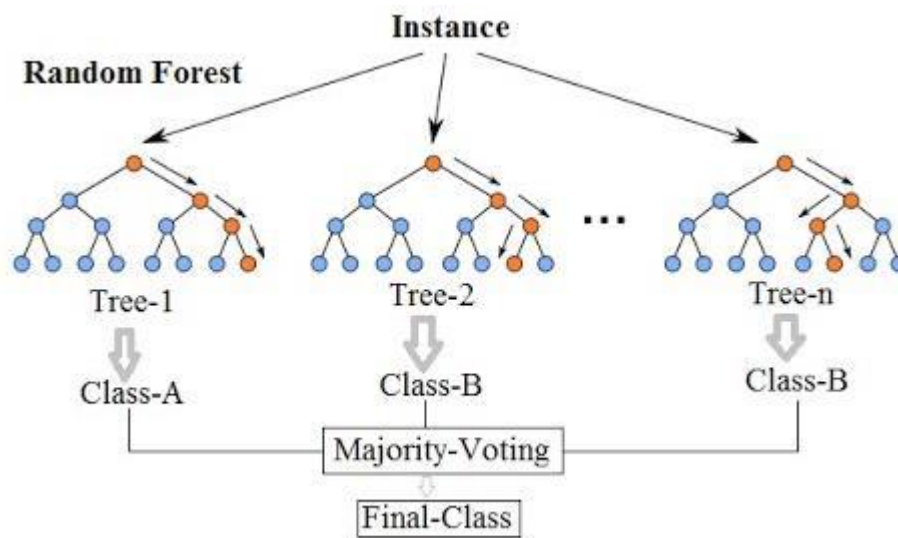 Instance
Random Forest
...
Tree-1
Tree-2
Tree-n
Class-A
Class-B
Class-B
Majority-Voting
Final-Class